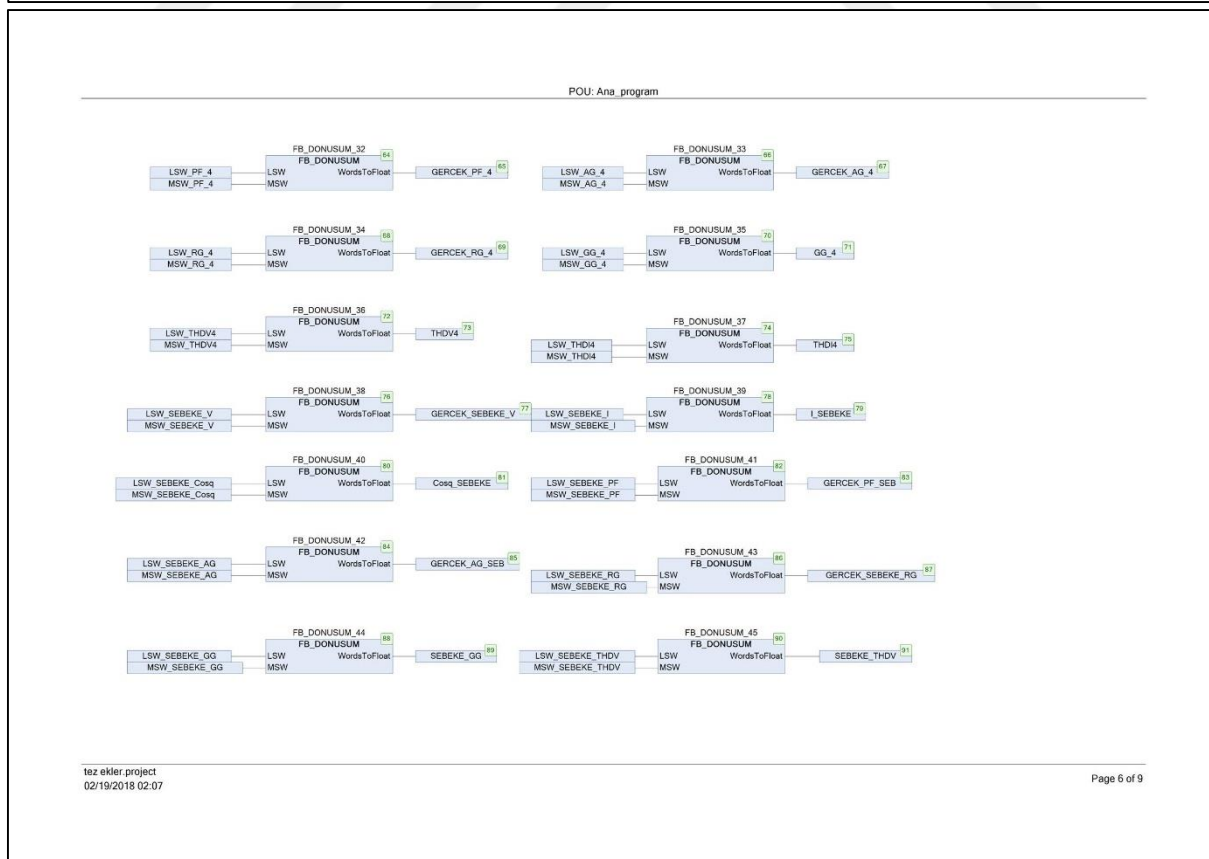 POU: Ana_program
FB_DONUSUM_32
64
FB_DONUSUM
LSW_PF_4
LSW
WordsToFloat
GERCEK_PF_4
65
MSW_PF_4
MSW
FB_DONUSUM_33
66
FB_DONUSUM
LSW_AG_4
LSW
WordsToFloat
GERCEK_AG_4
67
MSW_AG_4
MSW
FB_DONUSUM_34
68
FB_DONUSUM
LSW_RG_4
LSW
WordsToFloat
GERCEK_RG_4
69
MSW_RG_4
MSW
FB_DONUSUM_35
70
FB_DONUSUM
LSW_GG_4
LSW
WordsToFloat
GG_4
71
MSW_GG_4
MSW
FB_DONUSUM_36
72
FB_DONUSUM
LSW_THDV4
LSW
WordsToFloat
THDV4
73
MSW_THDV4
MSW
FB_DONUSUM_37
74
FB_DONUSUM
LSW_THDI4
LSW
WordsToFloat
THDI4
75
MSW_THDI4
MSW
FB_DONUSUM_38
76
FB_DONUSUM
LSW_SEBEKE_V
LSW
WordsToFloat
GERCEK_SEBEKE_V
77
MSW_SEBEKE_V
MSW
FB_DONUSUM_39
78
FB_DONUSUM
LSW_SEBEKE_I
LSW
WordsToFloat
I_SEBEKE
79
MSW_SEBEKE_I
MSW
FB_DONUSUM_40
80
FB_DONUSUM
LSW_SEBEKE_Cosq
LSW
WordsToFloat
Cosq_SEBEKE
81
MSW_SEBEKE_Cosq
MSW
FB_DONUSUM_41
82
FB_DONUSUM
LSW_SEBEKE_PF
LSW
WordsToFloat
GERCEK_PF_SEB
83
MSW_SEBEKE_PF
MSW
FB_DONUSUM_42
84
FB_DONUSUM
LSW_SEBEKE_AG
LSW
WordsToFloat
GERCEK_AG_SEB
85
MSW_SEBEKE_AG
MSW
FB_DONUSUM_43
86
FB_DONUSUM
LSW_SEBEKE_RG
LSW
WordsToFloat
GERCEK_SEBEKE_RG
87
MSW_SEBEKE_RG
MSW
FB_DONUSUM_44
88
FB_DONUSUM
LSW_SEBEKE_GG
LSW
WordsToFloat
SEBEKE_GG
89
MSW_SEBEKE_GG
MSW
FB_DONUSUM_45
90
FB_DONUSUM
LSW_SEBEKE_THDV
LSW
WordsToFloat
SEBEKE_THDV
91
MSW_SEBEKE_THDV
MSW
tez ekler.project
02/19/2018 02:07
Page 6 of 9